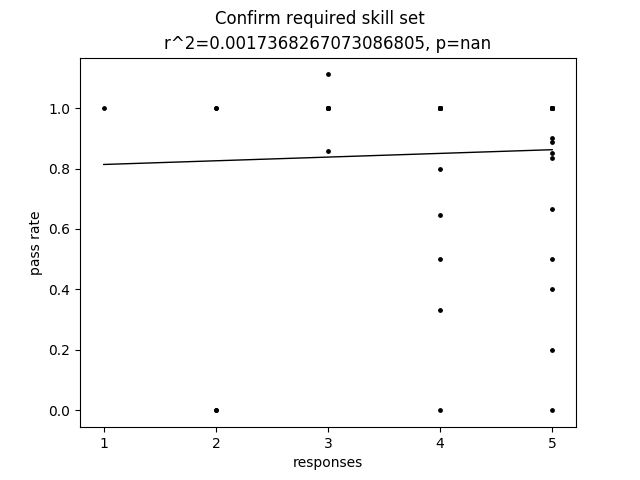 Confirm required skill set
r^2=0.0017368267073086805, p=nan
pass rate
1.0
0.8
0.6
0.4
0.2
0.0
1 2 3 4 5
responses